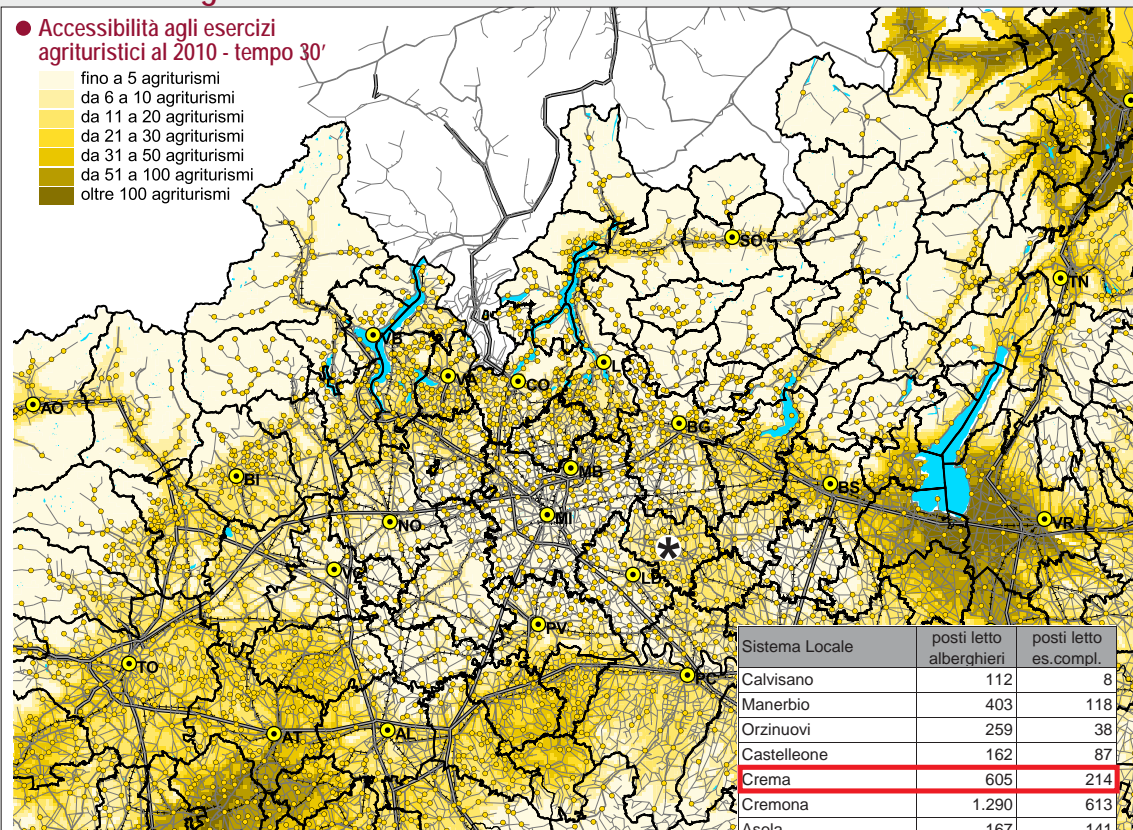 ● Accessibilità agli esercizi
agrituristici al 2010 - tempo 30'
fino a 5 agriturismi
da 6 a 10 agriturismi
da 11 a 20 agriturismi
da 21 a 30 agriturismi
da 31 a 50 agriturismi
da 51 a 100 agriturismi
oltre 100 agriturismi
SO
TN
VB
VA
CO
LC
AO
BG
MB
BI
BS
MI
NO
VR
*
VC
LD
PV
TO
PC
AL
Sistema Locale posti letto alberghieri posti letto es.compl.
Calvisano 112 8
Manerbio 403 118
Orzinuovi 259 38
Castelleone 162 87
Crema 605 214
Cremona 1.290 613
Asola 167 141